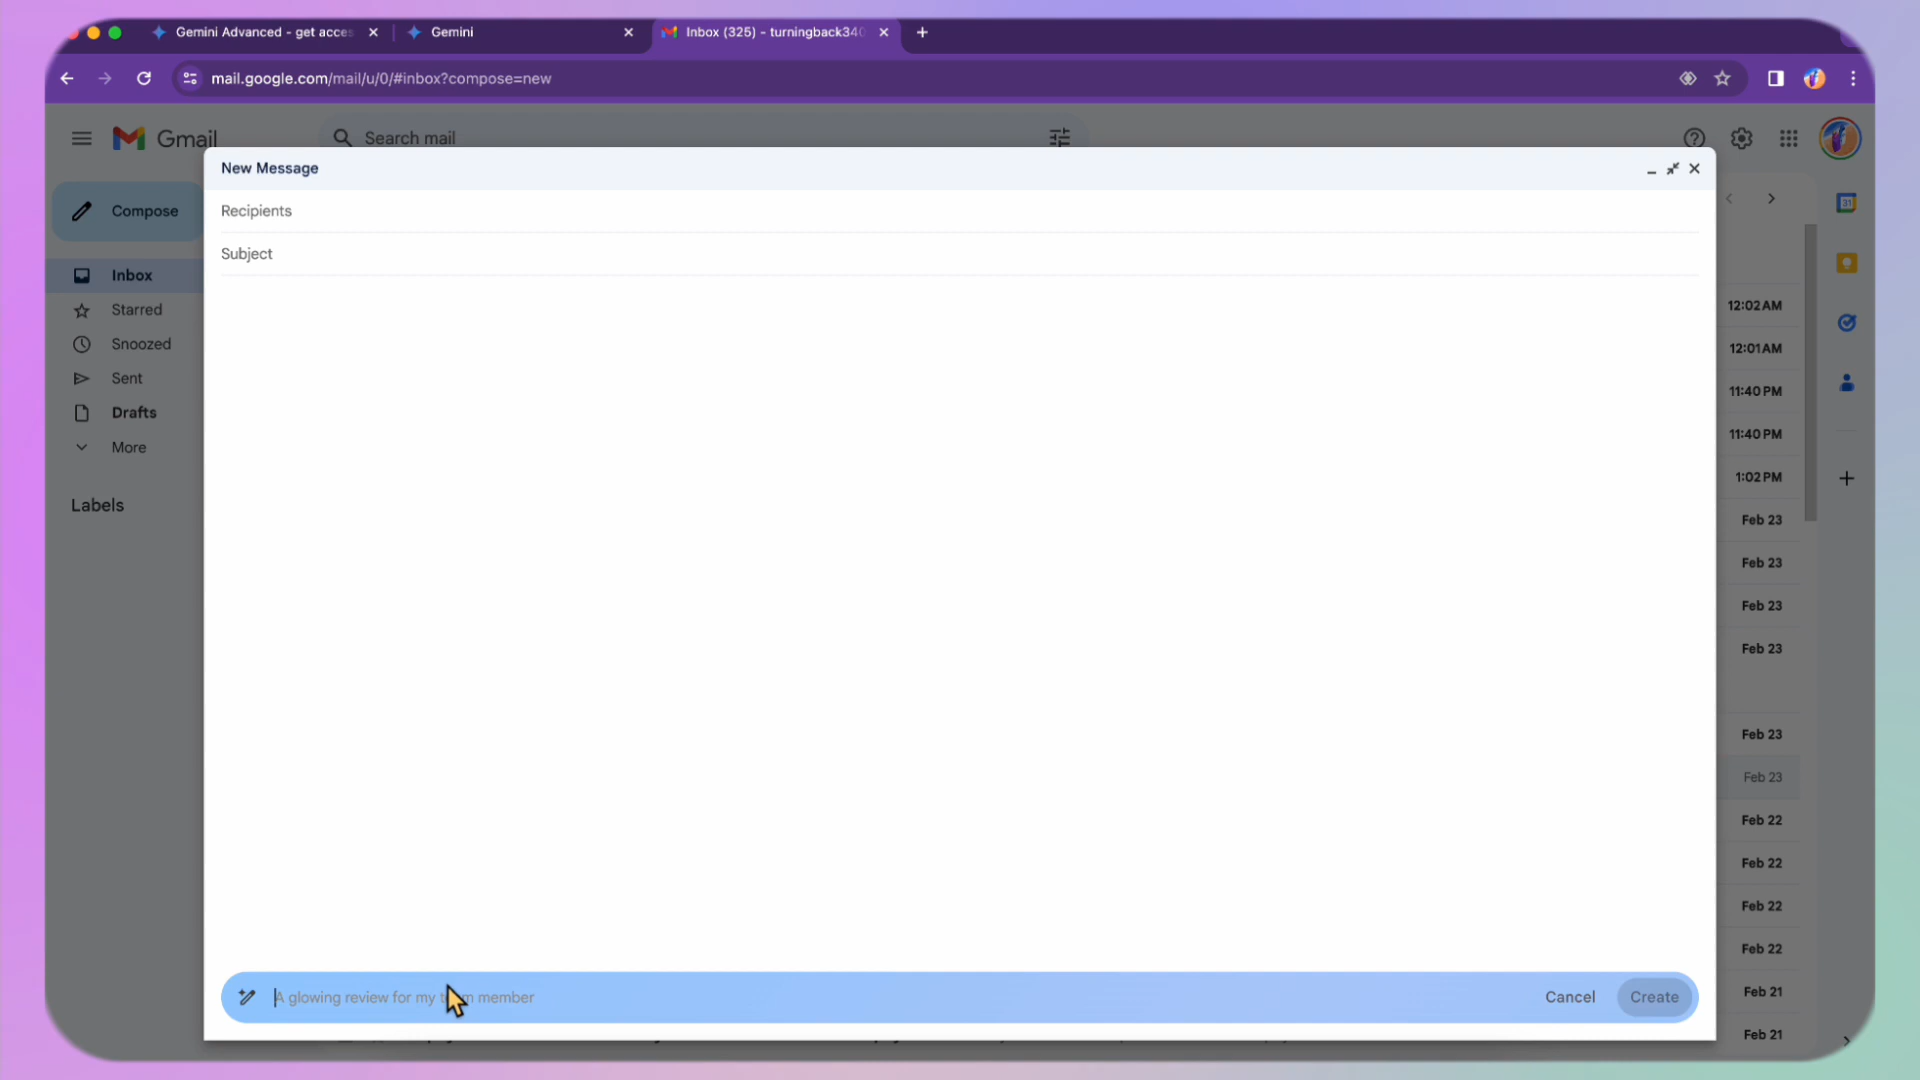 Gemini Advanced - get acces
Gemini
Inbox (325) - turningback340
mail.google.com/mail/u/0/#inbox?compose=new
Gmail
Search mail
New Message
Recipients
Compose
Subject
Inbox
Starred
12:02 AM
Snoozed
12:01 AM
Sent
11:40 PM
Drafts
11:40 PM
More
1:02 PM
Labels
Feb 23
Feb 23
Feb 23
Feb 23
Feb 23
Feb 23
Feb 22
Feb 22
Feb 22
Feb 22
A glowing review for my team member
Cancel
Create
Feb 21
Feb 21